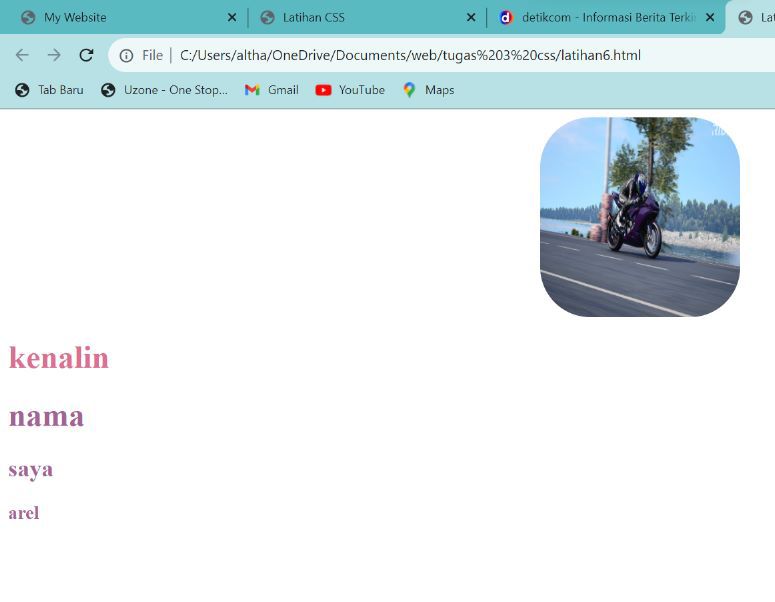 My Website
Latihan CSS
detikcom - Informasi Berita Terki
File
C:/Users/altha/OneDrive/Documents/web/tugas%203%20css/latihan6.html
Tab Baru
Uzone - One Stop...
Gmail
YouTube
Maps
kenalin
nama
saya
arel